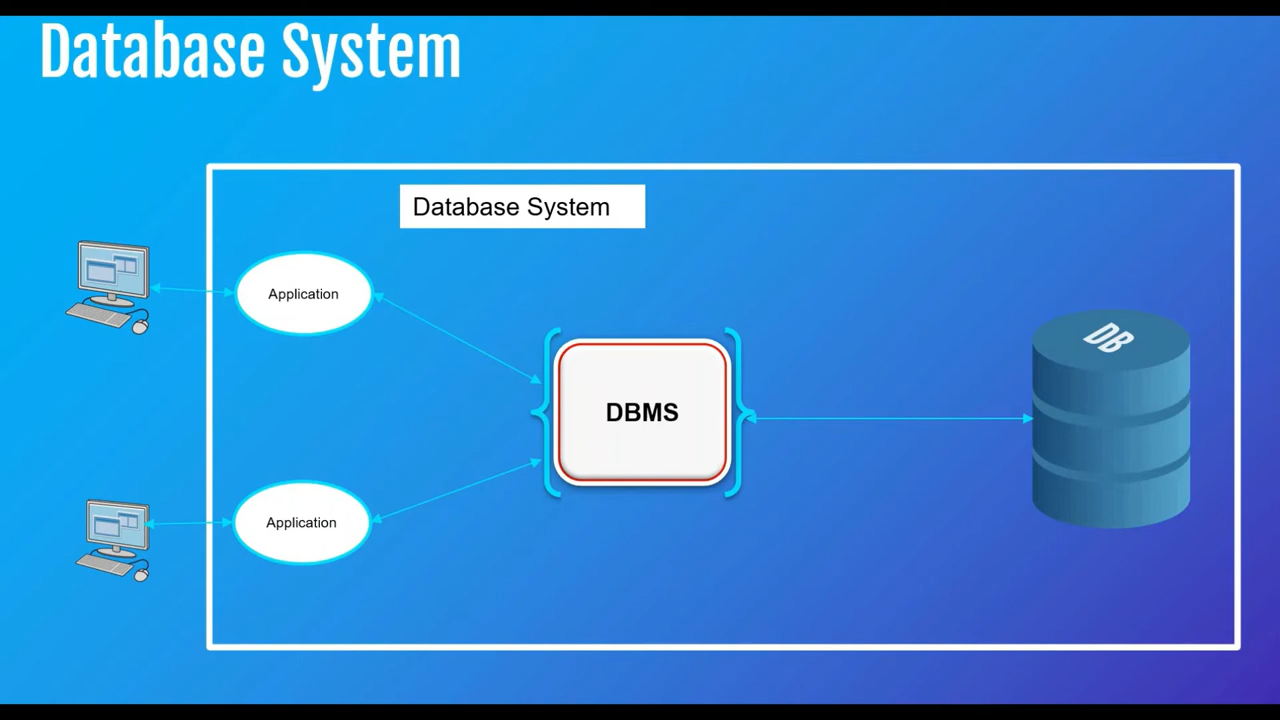 Database System
Database System
Application
DB
DBMS
Application